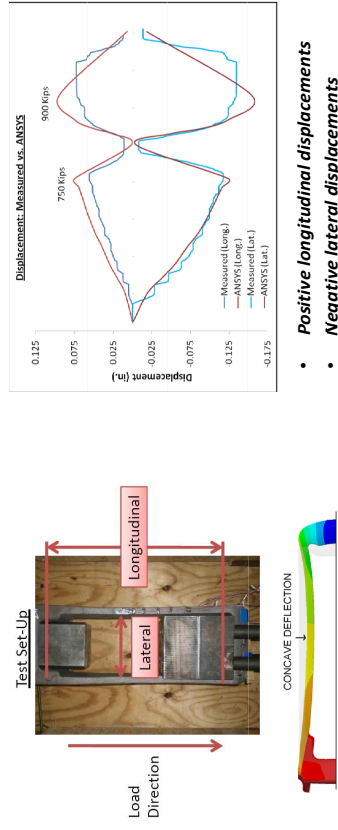 Test Set-Up
Load
Direction
Lateral
Longitudinal
CONCAVE DEFLECTION
Displacement: Measured vs. ANSYS
Displacement (in.)
0.125
0.075
0.025
-0.025
-0.075
-0.125
-0.175
750 Kips
900 Kips
Measured (Long.)
ANSYS (Long.)
Measured (Lat.)
ANSYS (Lat.)
• Positive longitudinal displacements
• Negative lateral displacements